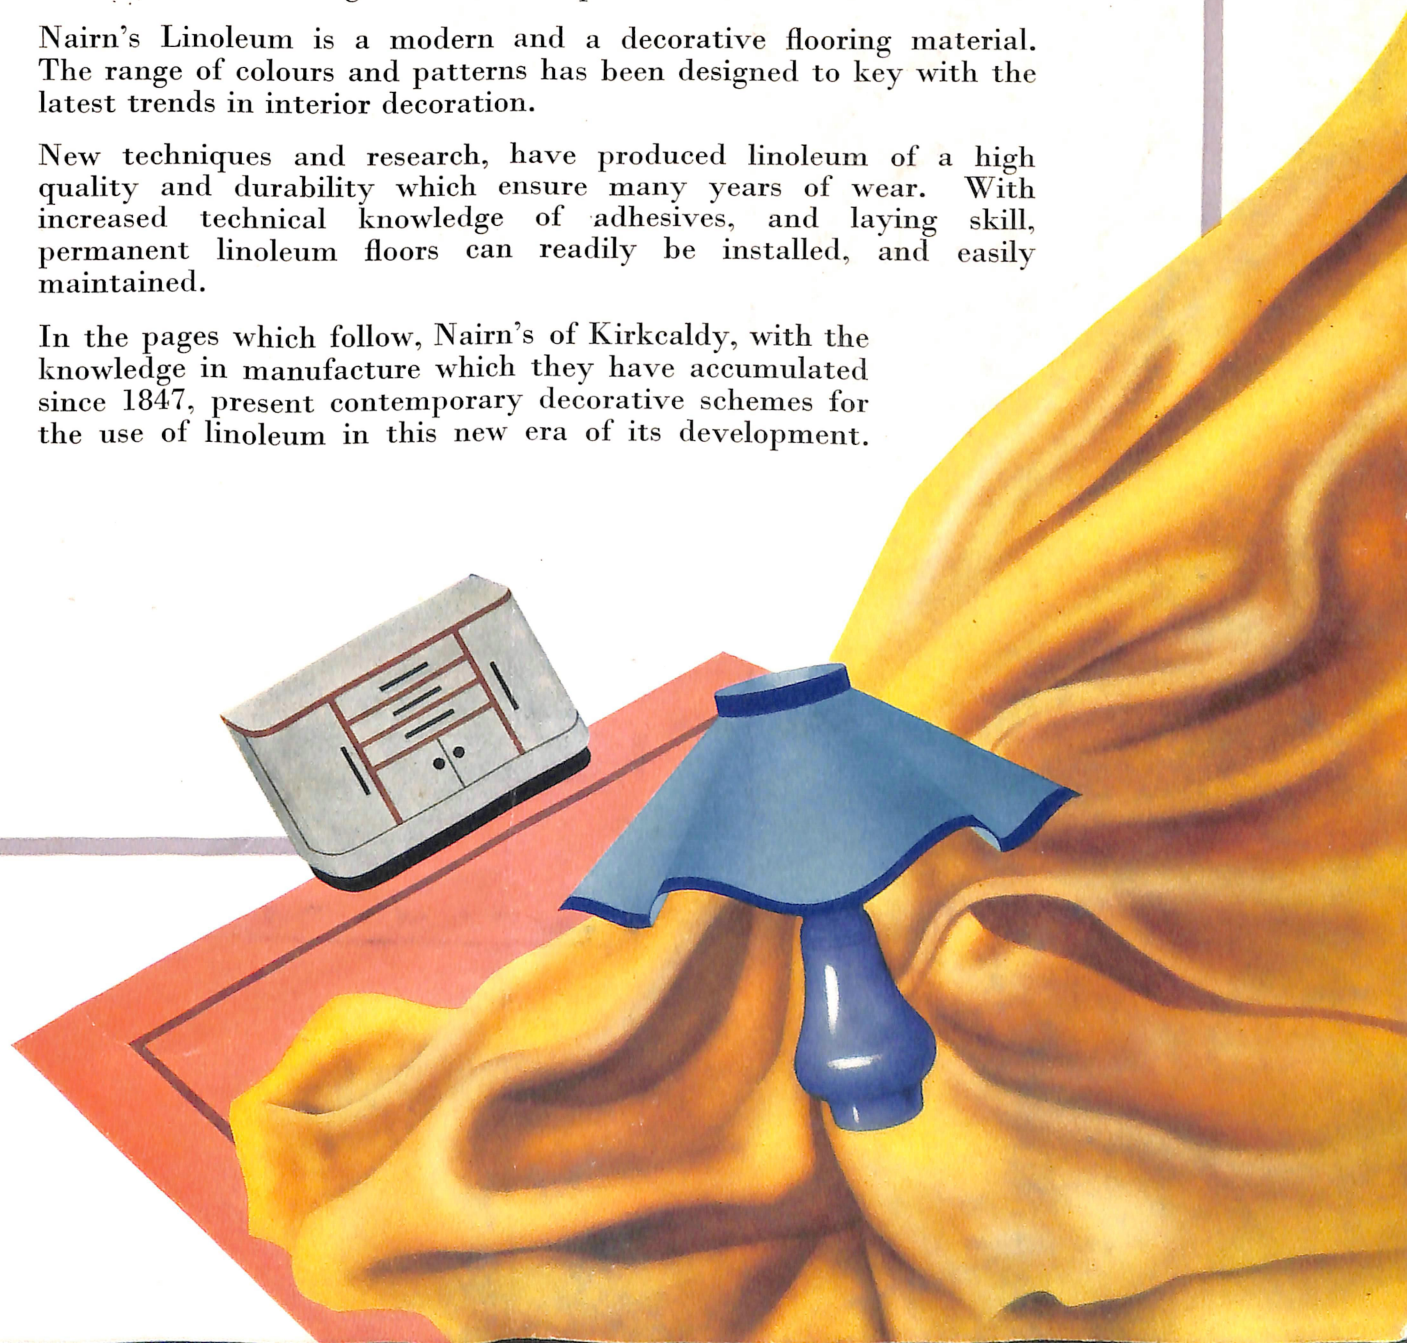 Nairn's Linoleum is a modern and a decorative flooring material.
The range of colours and patterns has been designed to key with the
latest trends in interior decoration.
New techniques and research, have produced linoleum of a high
quality and durability which ensure many years of wear. With
increased technical knowledge of adhesives, and laying skill,
permanent linoleum floors can readily be installed, and easily
maintained.
In the pages which follow, Nairn's of Kirkcaldy, with the
knowledge in manufacture which they have accumulated
since 1847, present contemporary decorative schemes for
the use of linoleum in this new era of its development.